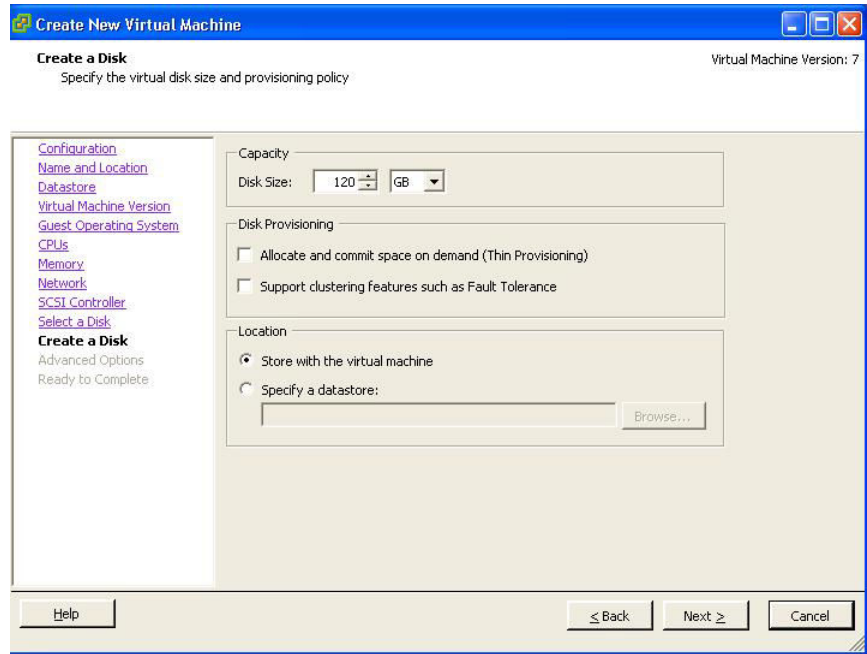 Create New Virtual Machine
Create a Disk
Virtual Machine Version: 7
Specify the virtual disk size and provisioning policy
Configuration
Name and Location
Datastore
Virtual Machine Version
Guest Operating System
CPUs
Memory
Network
SCSI Controller
Select a Disk
Create a Disk
Advanced Options
Ready to Complete
Capacity
Disk Size: 120 GB
Disk Provisioning
Allocate and commit space on demand (Thin Provisioning)
Support clustering features such as Fault Tolerance
Location
Store with the virtual machine
Specify a datastore:
Browse...
Help
< Back
Next >
Cancel